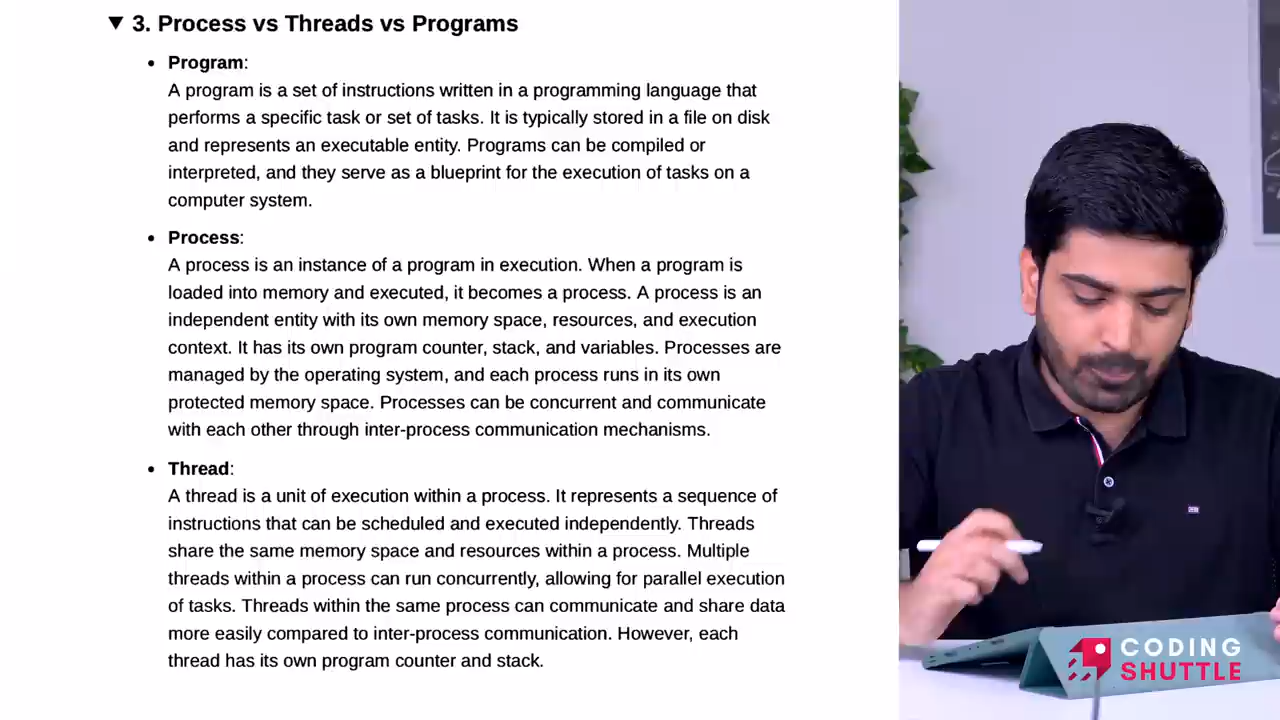 ▼ 3. Process vs Threads vs Programs
• Program:
A program is a set of instructions written in a programming language that
performs a specific task or set of tasks. It is typically stored in a file on disk
and represents an executable entity. Programs can be compiled or
interpreted, and they serve as a blueprint for the execution of tasks on a
computer system.
• Process:
A process is an instance of a program in execution. When a program is
loaded into memory and executed, it becomes a process. A process is an
independent entity with its own memory space, resources, and execution
context. It has its own program counter, stack, and variables. Processes are
managed by the operating system, and each process runs in its own
protected memory space. Processes can be concurrent and communicate
with each other through inter-process communication mechanisms.
• Thread:
A thread is a unit of execution within a process. It represents a sequence of
instructions that can be scheduled and executed independently. Threads
share the same memory space and resources within a process. Multiple
threads within a process can run concurrently, allowing for parallel execution
of tasks. Threads within the same process can communicate and share data
more easily compared to inter-process communication. However, each
thread has its own program counter and stack.
CODING
SHUTTLE